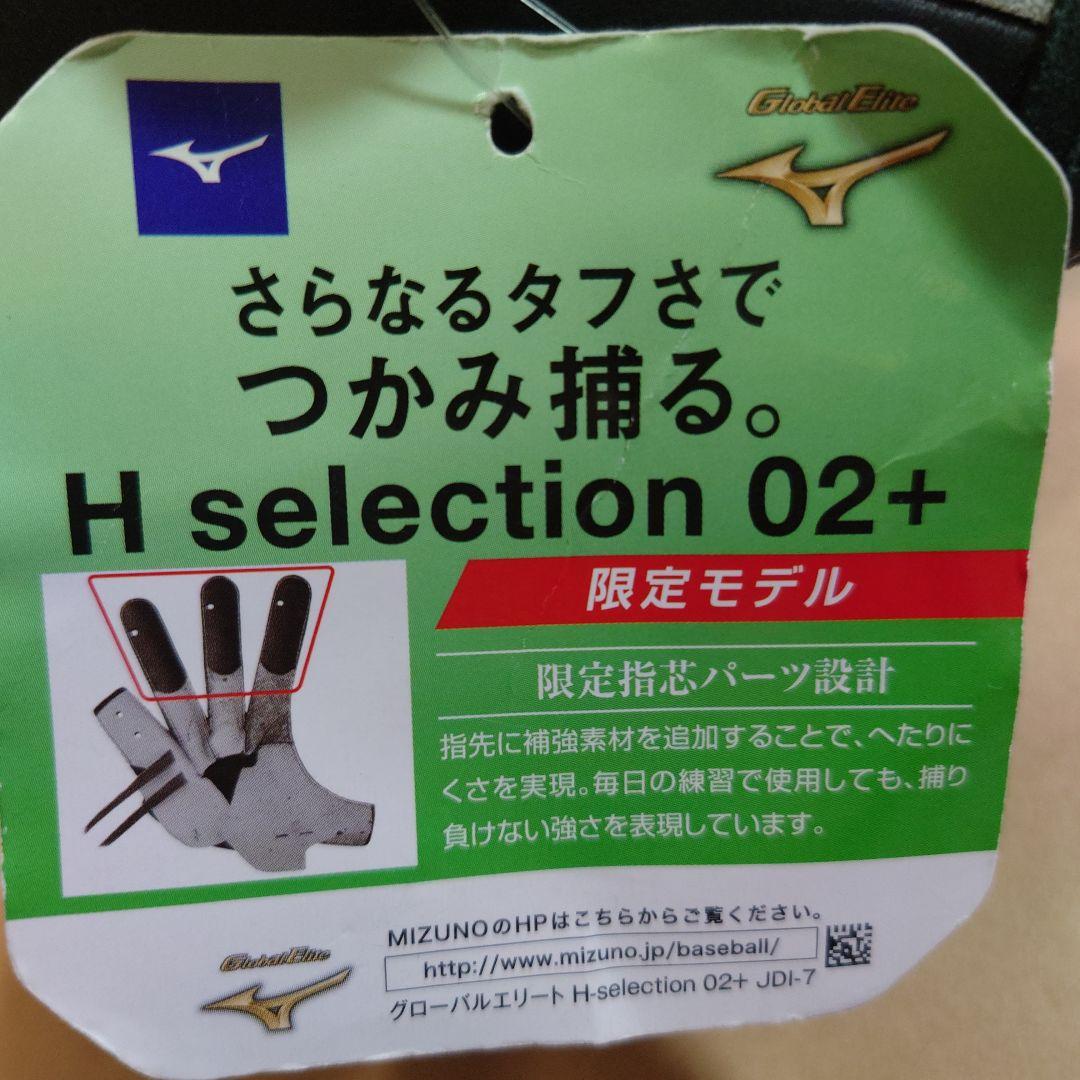 Global Elite
さらなるタフさで
つかみ捕る。
H selection 02+
限定モデル
限定指芯パーツ設計
指先に補強素材を追加することで、へたりに
くさを実現。毎日の練習で使用しても、捕り
負けない強さを表現しています。
MIZUNOのHPはこちらからご覧ください。
http://www.mizuno.jp/baseball/
Global Elite
グローバルエリート H-selection 02+ JDI-7